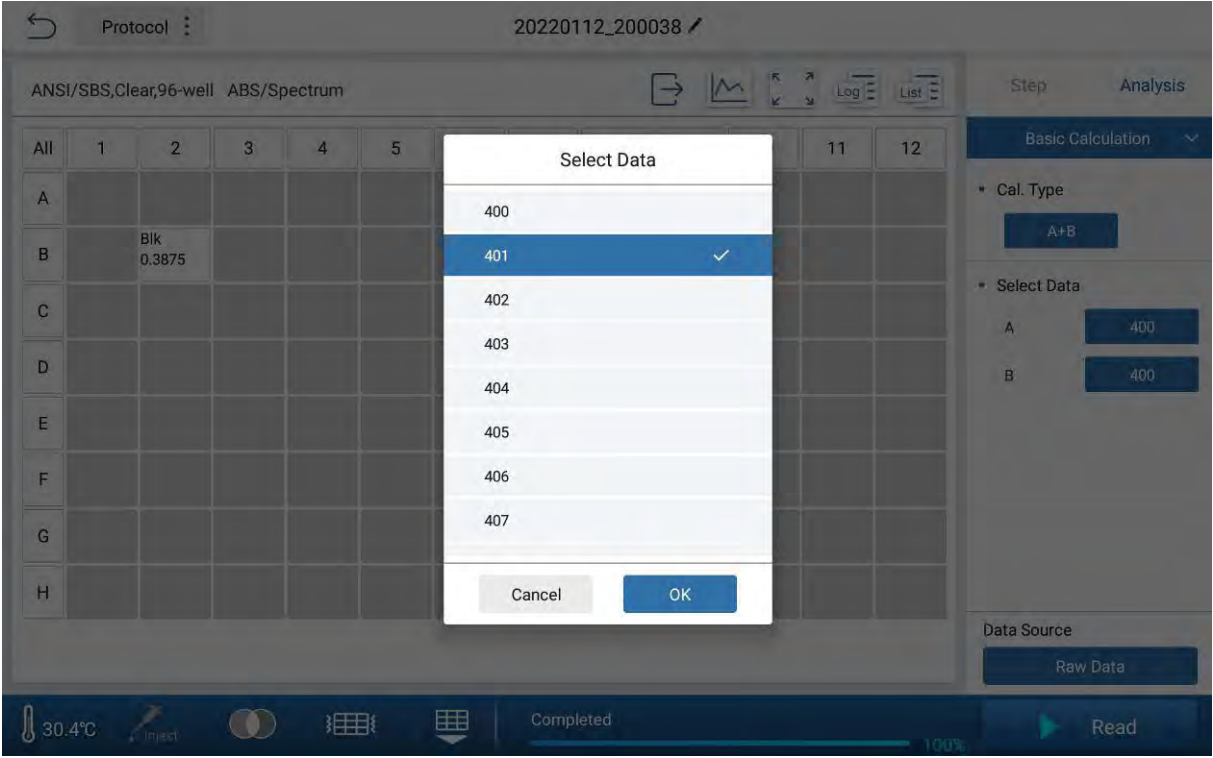 Protocol
20220112_200038
ANSI/SBS,Clear,96-well ABS/Spectrum
Log
List
Step
Analysis
All 1 2 3 4 5 11 12
Select Data
Basic Calculation
A
400
Cal. Type
A+B
B
Blk
0.3875
401
Select Data
C
402
A 400
403
D
404
B 400
E
405
F
406
G
407
H
Cancel
OK
Data Source
Raw Data
30.4°C
Inject
Completed
100%
Read